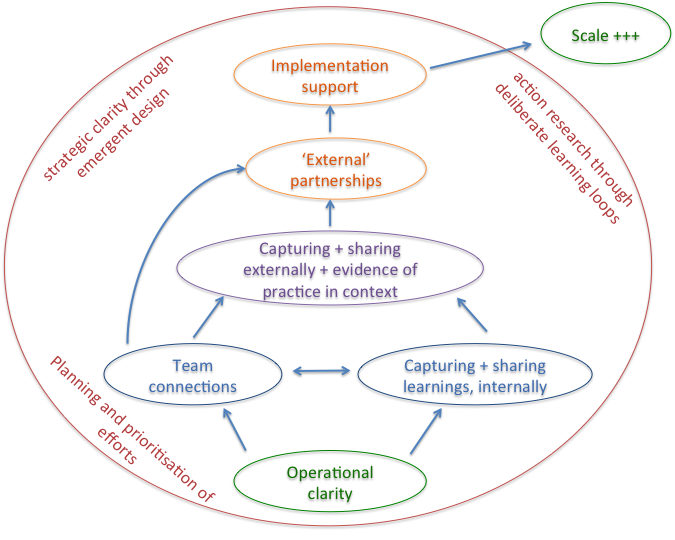 Scale +++
Implementation
support
strategic clarity through
emergent design
action research through
deliberate learning loops
‘External’
partnerships
Capturing + sharing
externally + evidence of
practice in context
Team
connections
Capturing + sharing
learnings, internally
Planning and prioritisation of
efforts
Operational
clarity